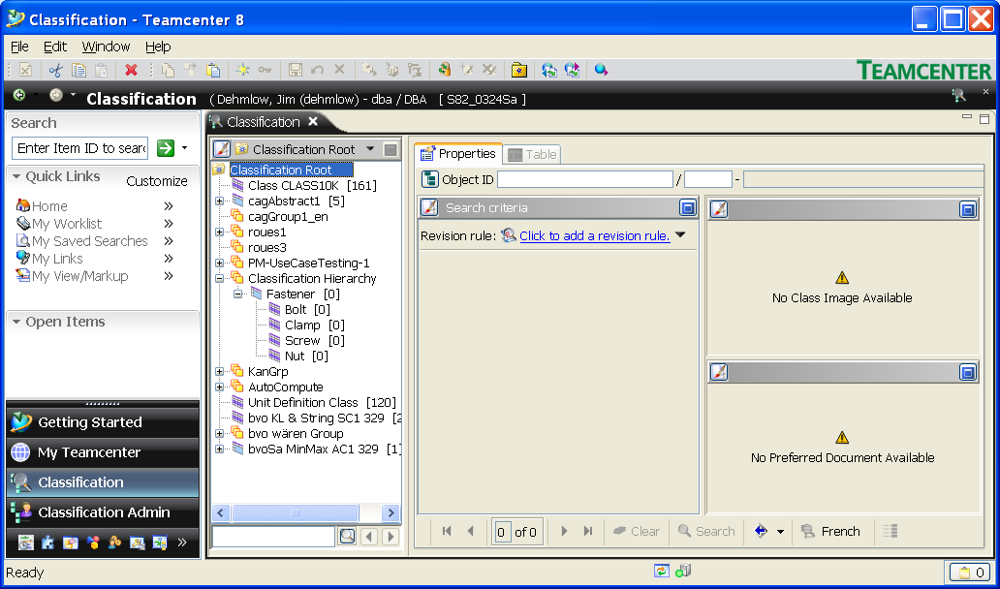 Classification - Teamcenter 8
File Edit Window Help
TEAMCENTER
Classification (Dehmlow, Jim (dehmlow) - dba / DBA [ S82_0324Sa ]
Search
Enter Item ID to searc
Quick Links Customize
Home »
My Worklist »
My Saved Searches »
My Links »
My View/Markup »
Open Items
Getting Started
My Teamcenter
Classification
Classification Admin
»
Classification
Classification Root
Classification Root
Class CLASS10K [161]
cagAbstract1 [5]
cagGroup1_en
roues1
roues3
PM-UseCaseTesting-1
Classification Hierarchy
Fastener [0]
Bolt [0]
Clamp [0]
Screw [0]
Nut [0]
KanGrp
AutoCompute
Unit Definition Class [120]
bvo KL & String SC1 329 [2
bvo wären Group
bvoSa MinMax AC1 329 [1]
Properties Table
Object ID / -
Search criteria
Revision rule: Click to add a revision rule.
No Class Image Available
No Preferred Document Available
0 of 0 Clear Search French
Ready
0